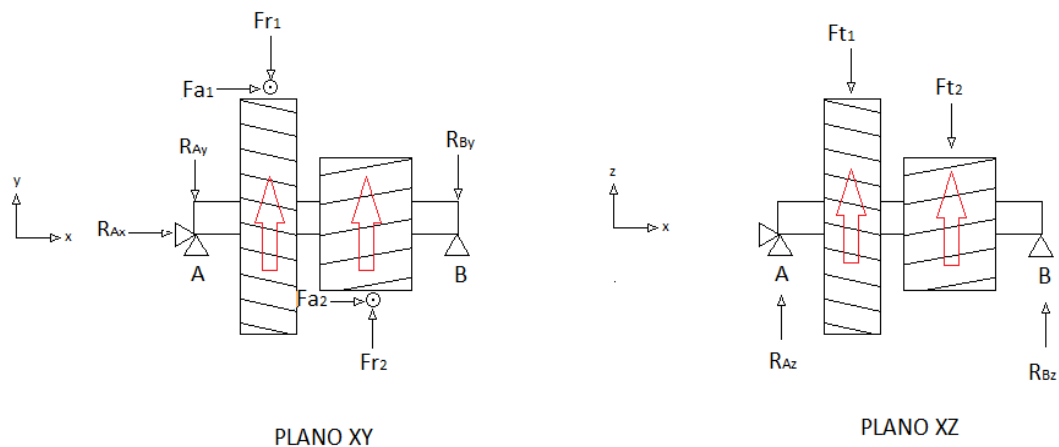 Fr1
Fa1
RAy
RBy
y
x
RAx
A
B
Fa2
Fr2
PLANO XY
Ft1
Ft2
z
x
A
B
RAz
RBz
PLANO XZ